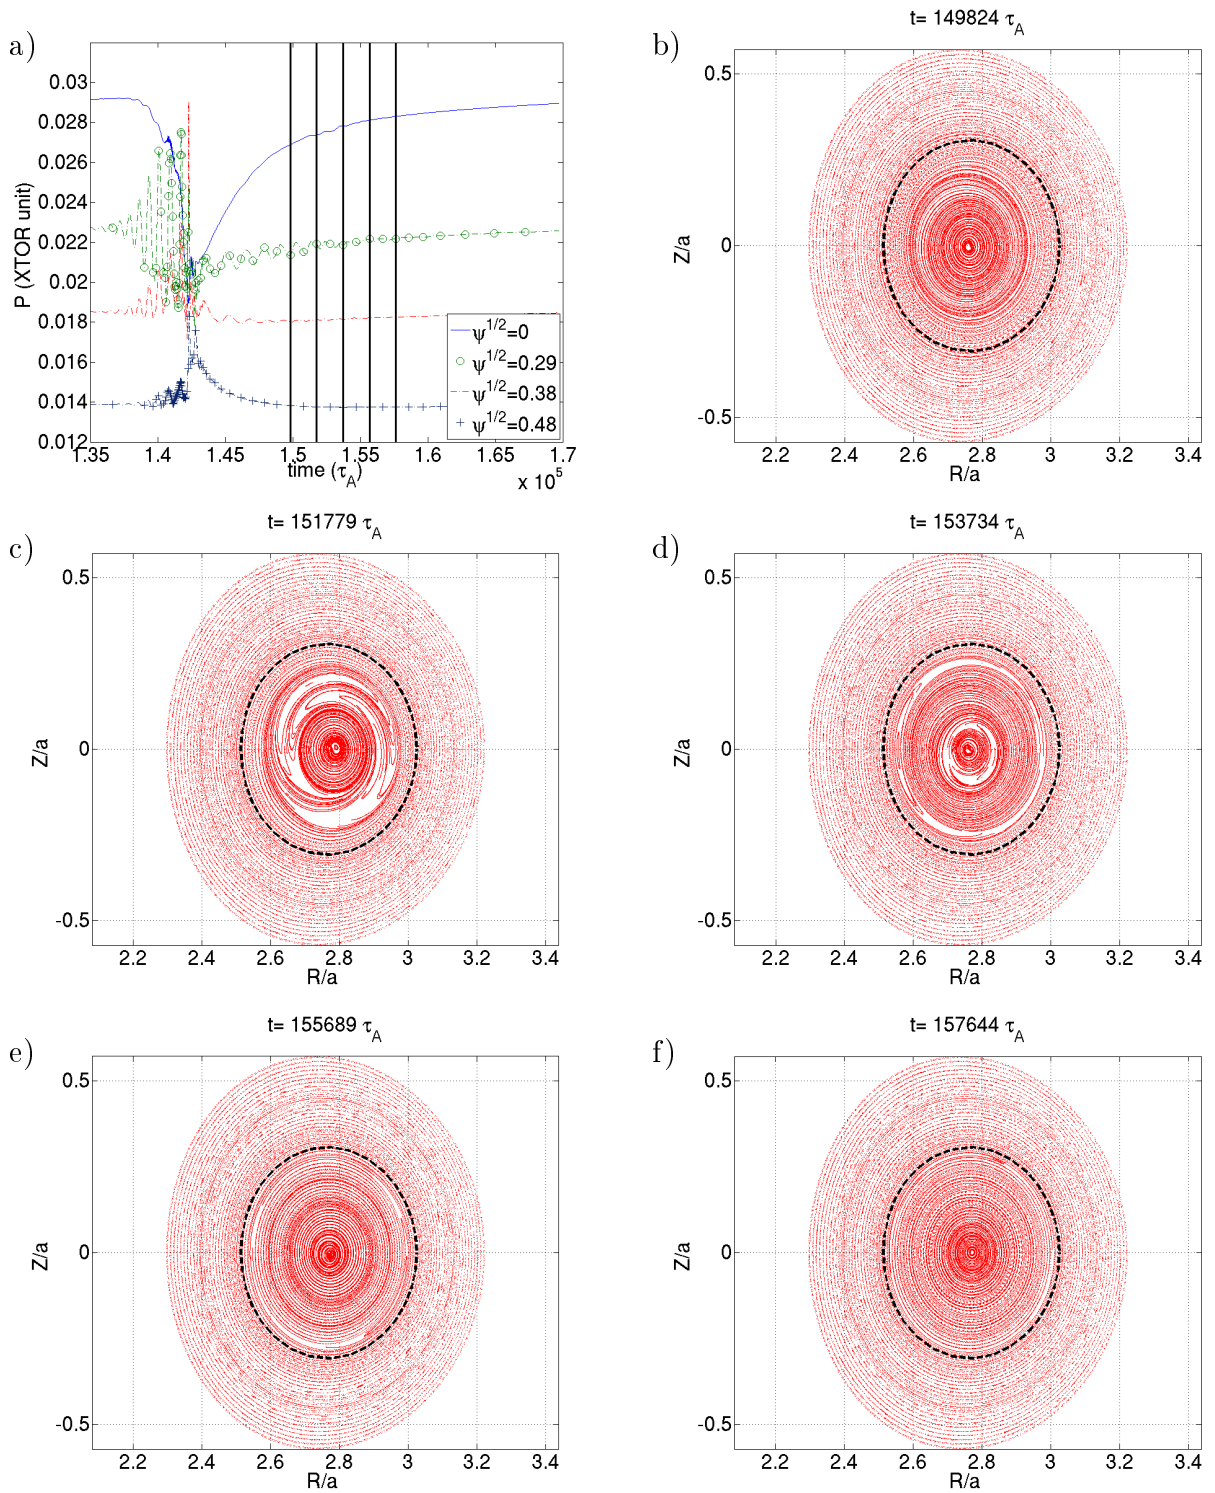 a)
0.03
0.028
0.026
0.024
0.022
0.02
0.018
0.016
0.014
0.012
P (XTOR unit)
1.35 1.4 1.45 1.5 1.55 1.6 1.65 1.7
time (τ_A)
x 10^5
ψ^1/2=0
ψ^1/2=0.29
ψ^1/2=0.38
ψ^1/2=0.48
b)
t= 149824 τ_A
0.5
0
-0.5
Z/a
2.2 2.4 2.6 2.8 3 3.2 3.4
R/a
c)
t= 151779 τ_A
0.5
0
-0.5
Z/a
2.2 2.4 2.6 2.8 3 3.2 3.4
R/a
d)
t= 153734 τ_A
0.5
0
-0.5
Z/a
2.2 2.4 2.6 2.8 3 3.2 3.4
R/a
e)
t= 155689 τ_A
0.5
0
-0.5
Z/a
2.2 2.4 2.6 2.8 3 3.2 3.4
R/a
f)
t= 157644 τ_A
0.5
0
-0.5
Z/a
2.2 2.4 2.6 2.8 3 3.2 3.4
R/a